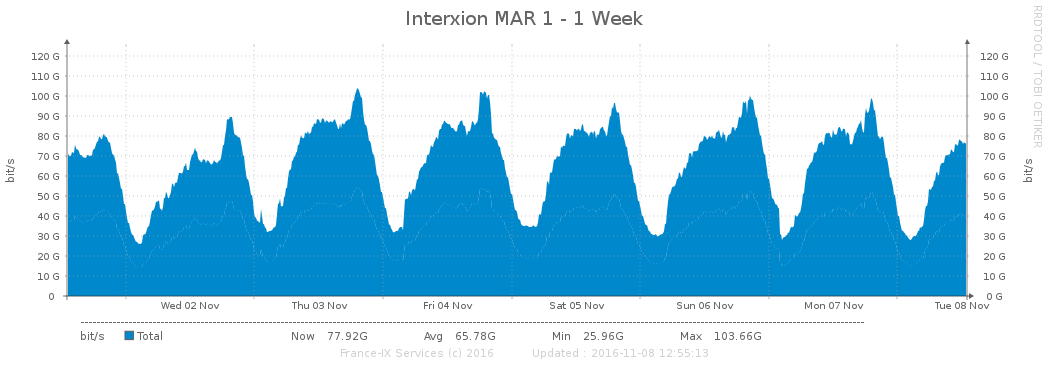 Interxion MAR 1 - 1 Week
RRDTOOL / TOBI OETIKER
bit/s
120 G
110 G
100 G
90 G
80 G
70 G
60 G
50 G
40 G
30 G
20 G
10 G
0
120 G
110 G
100 G
90 G
80 G
70 G
60 G
50 G
40 G
30 G
20 G
10 G
0 G
bit/s
Wed 02 Nov Thu 03 Nov Fri 04 Nov Sat 05 Nov Sun 06 Nov Mon 07 Nov Tue 08 Nov
bit/s Total Now 77.92G Avg 65.78G Min 25.96G Max 103.66G
France-IX Services (c) 2016 Updated : 2016-11-08 12:55:13